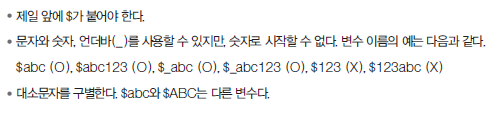 • 제일 앞에 $가 붙어야 한다.
• 문자와 숫자, 언더바(_)를 사용할 수 있지만, 숫자로 시작할 수 없다. 변수 이름의 예는 다음과 같다.
$abc (O), $abc123 (O), $_abc (O), $_abc123 (O), $123 (X), $123abc (X)
• 대소문자를 구별한다. $abc와 $ABC는 다른 변수다.